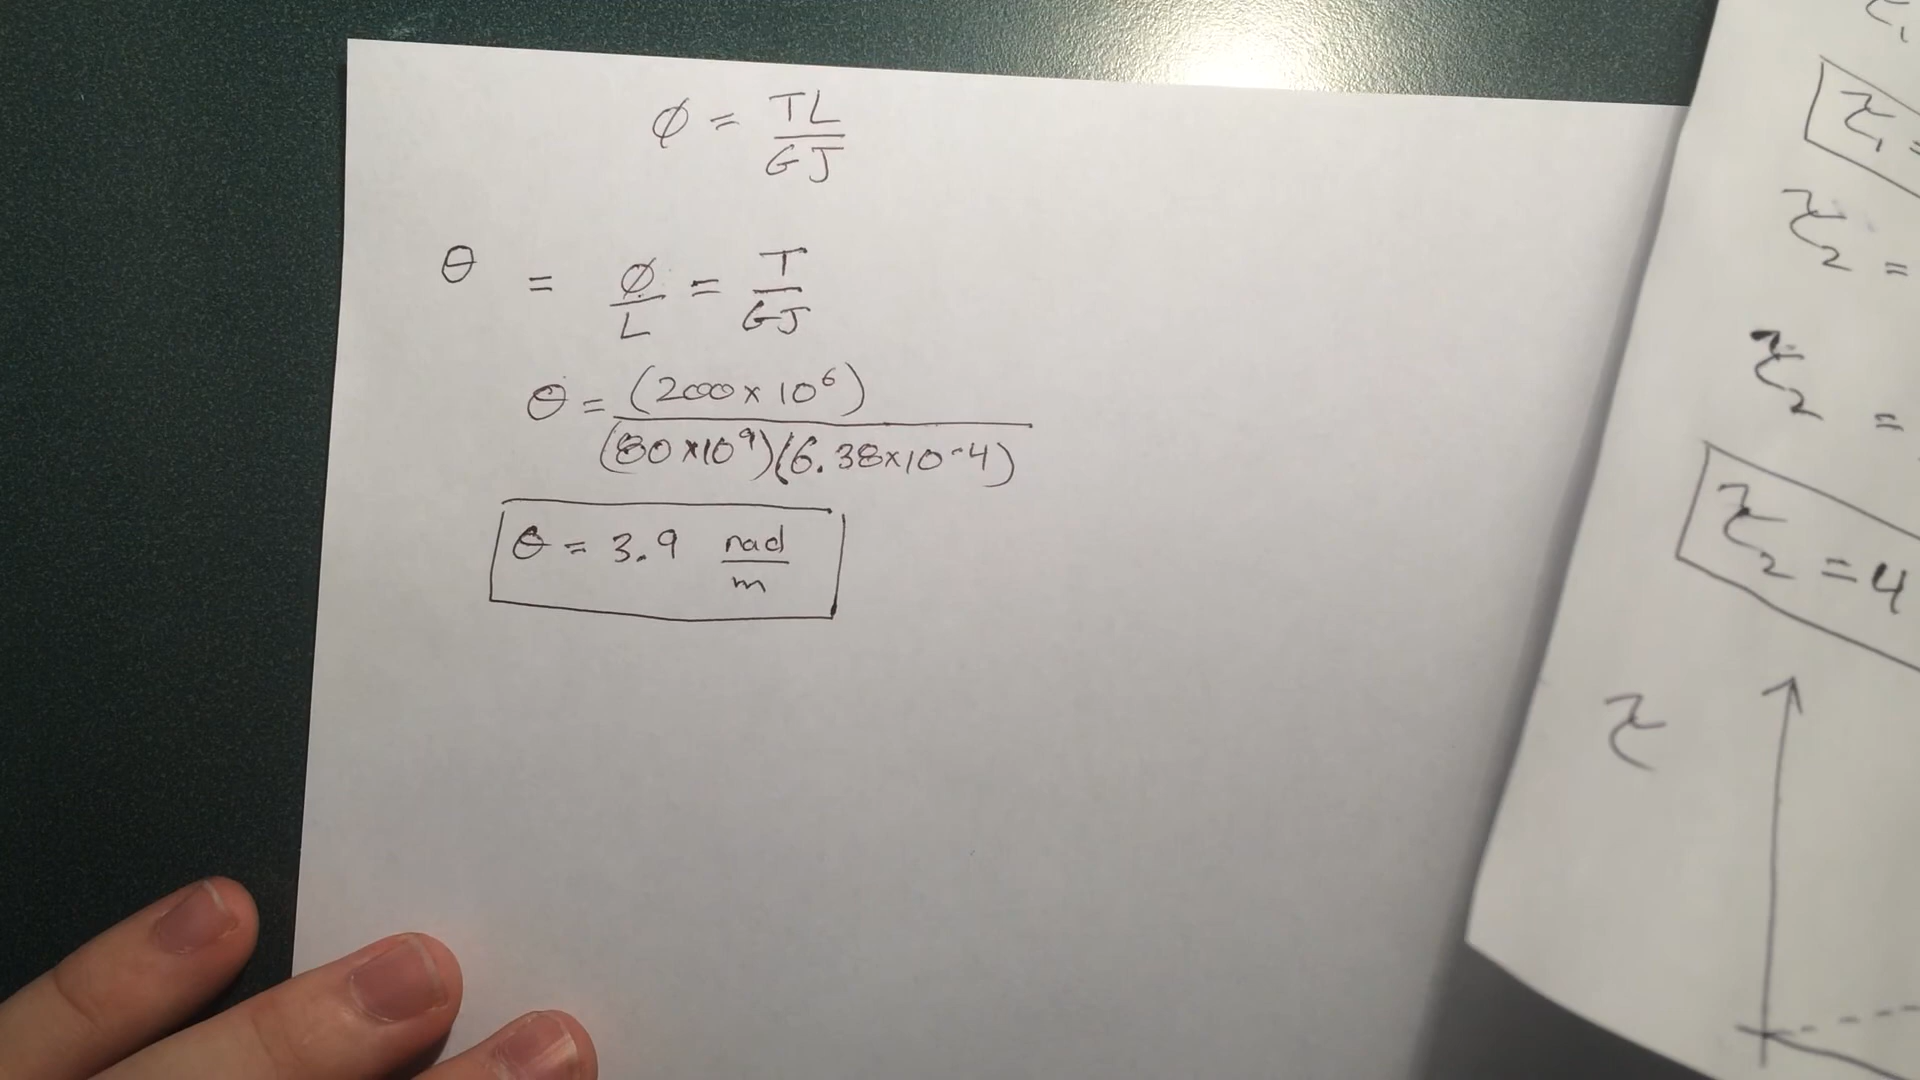 Ø = TL / GJ
θ = Ø / L = T / GJ
θ = (2000 × 10⁶) / (80 × 10⁹)(6.38 × 10⁻⁴)
θ = 3.9 rad / m
τ₁
τ₁ =
τ₂ =
τ₂ =
τ₂ = 4
τ